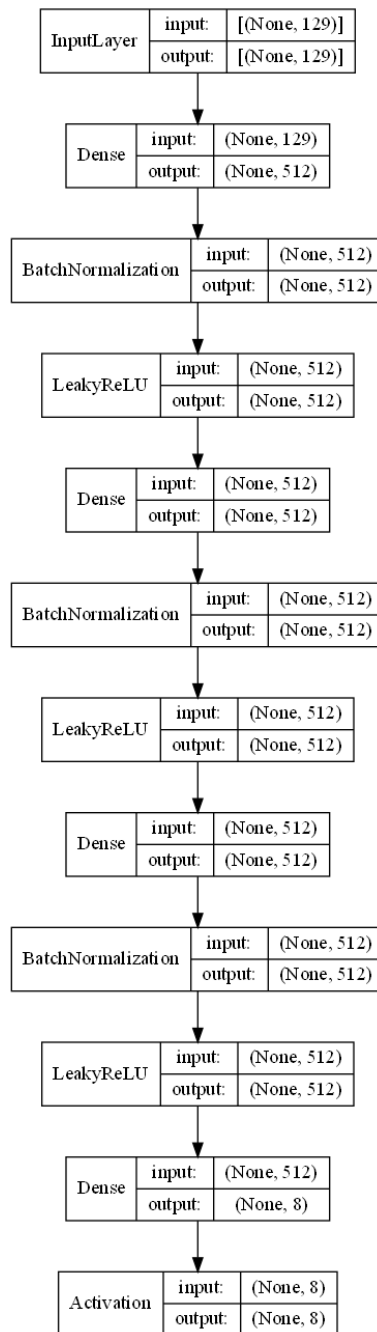 InputLayer
input: [(None, 129)]
output: [(None, 129)]
Dense
input: (None, 129)
output: (None, 512)
BatchNormalization
input: (None, 512)
output: (None, 512)
LeakyReLU
input: (None, 512)
output: (None, 512)
Dense
input: (None, 512)
output: (None, 512)
BatchNormalization
input: (None, 512)
output: (None, 512)
LeakyReLU
input: (None, 512)
output: (None, 512)
Dense
input: (None, 512)
output: (None, 512)
BatchNormalization
input: (None, 512)
output: (None, 512)
LeakyReLU
input: (None, 512)
output: (None, 512)
Dense
input: (None, 512)
output: (None, 8)
Activation
input: (None, 8)
output: (None, 8)